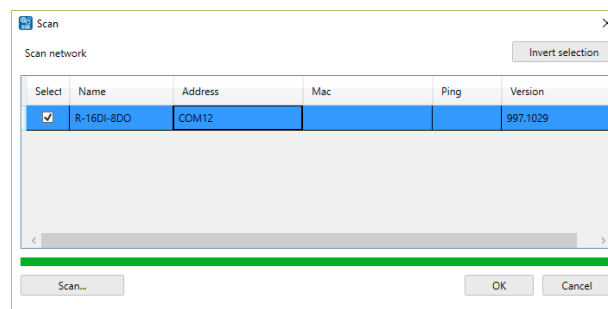 Scan
Scan network
Invert selection
Select Name Address Mac Ping Version
R-16DI-8DO COM12 997.1029
Scan...
OK Cancel